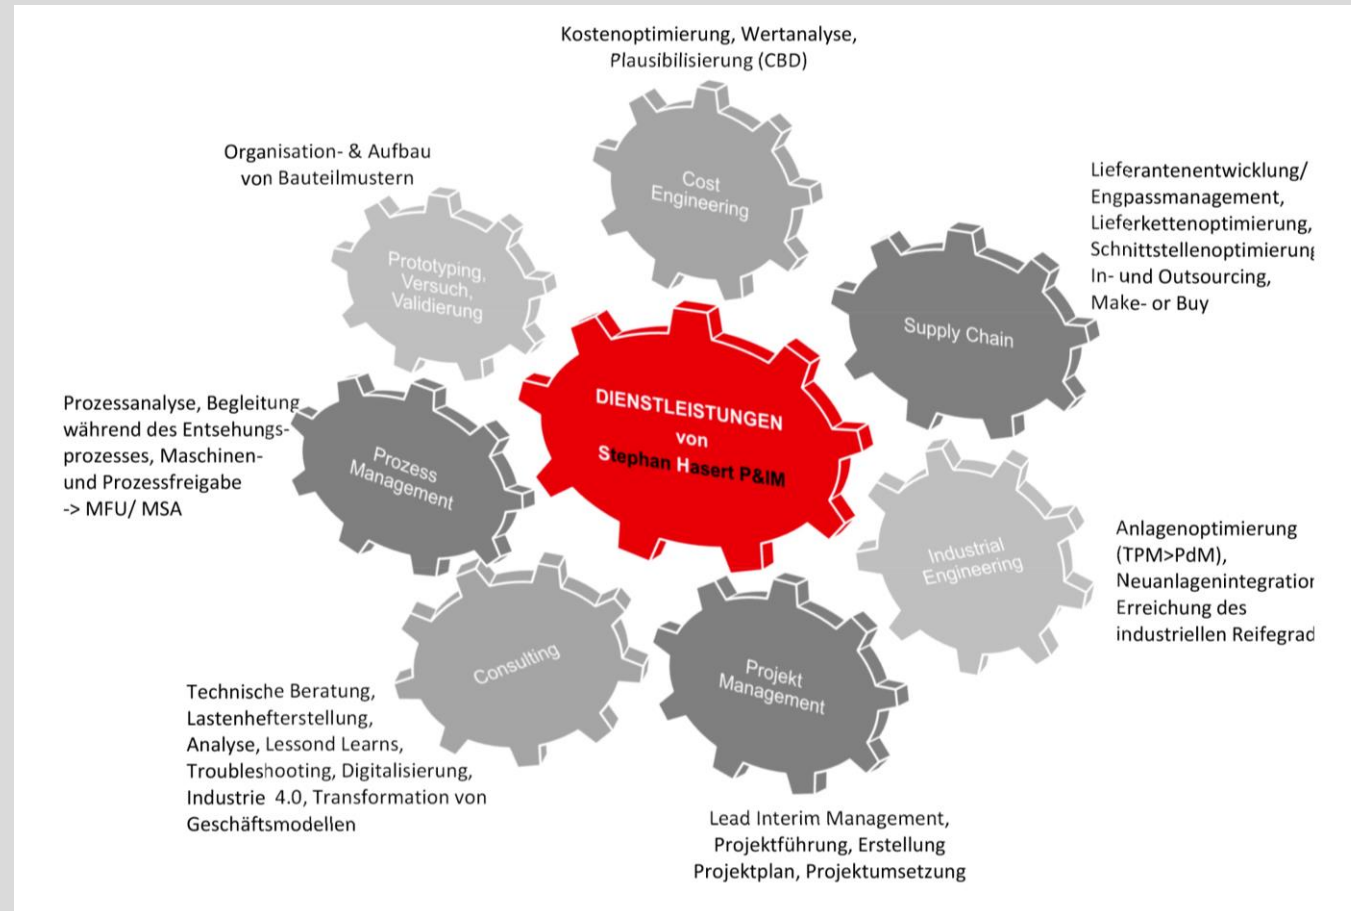 Kostenoptimierung, Wertanalyse,
Plausibilisierung (CBD)
Cost
Engineering
Organisation- & Aufbau
von Bauteilmustern
Prototyping,
Versuch,
Validierung
Lieferantenentwicklung/
Engpassmanagement,
Lieferkettenoptimierung,
Schnittstellenoptimierung
In- und Outsourcing,
Make- or Buy
Supply Chain
DIENSTLEISTUNGEN
von
Stephan Hasert P&IM
Prozessanalyse, Begleitung
während des Entsehungs-
prozesses, Maschinen-
und Prozessfreigabe
-> MFU/ MSA
Prozess
Management
Industrial
Engineering
Anlagenoptimierung
(TPM>PdM),
Neuanlagenintegration
Erreichung des
industriellen Reifegrad
Consulting
Technische Beratung,
Lastenhefterstellung,
Analyse, Lessond Learns,
Troubleshooting, Digitalisierung,
Industrie 4.0, Transformation von
Geschäftsmodellen
Projekt
Management
Lead Interim Management,
Projektführung, Erstellung
Projektplan, Projektumsetzung